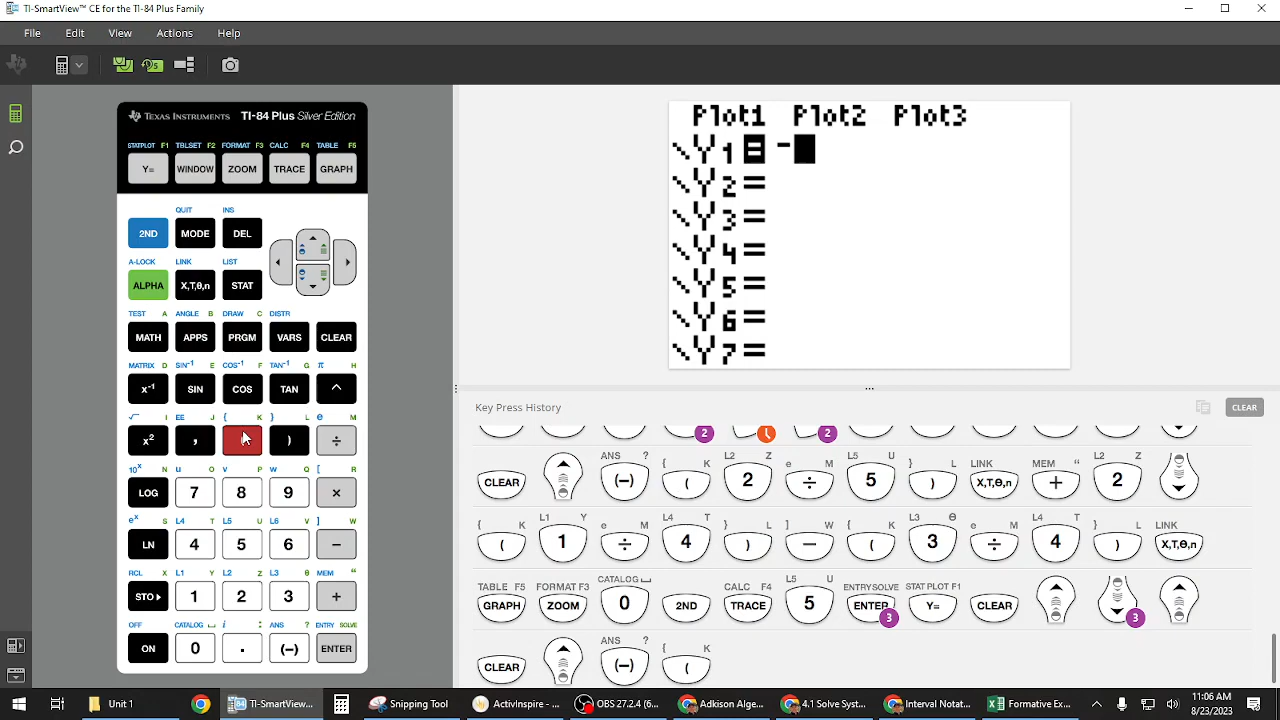 TI-SmartView™ CE for the TI-84 Plus Family
File Edit View Actions Help
TEXAS INSTRUMENTS TI-84 Plus Silver Edition
STATPLOT F1 TBLSET F2 FORMAT F3 CALC F4 TABLE F5
Y= WINDOW ZOOM TRACE GRAPH
QUIT INS
2ND MODE DEL
A-LOCK LINK LIST
ALPHA X,T,θ,n STAT
TEST A ANGLE B DRAW C DISTR
MATH APPS PRGM VARS CLEAR
MATRIX D SIN⁻¹ E COS⁻¹ F TAN⁻¹ G π H
x⁻¹ SIN COS TAN ^
√‾ I EE J { K } L e M
x² , ) ÷
10ˣ N u O v P w Q [ R
LOG 7 8 9 ×
eˣ S L4 T L5 U L6 V ] W
LN 4 5 6 −
RCL X L1 Y L2 Z L3 θ MEM “
STO▸ 1 2 3 +
OFF CATALOG ⎵ i : ANS ? ENTRY SOLVE
ON 0 . (−) ENTER
Plot1 Plot2 Plot3
\Y1=-
\Y2=
\Y3=
\Y4=
\Y5=
\Y6=
\Y7=
Key Press History CLEAR
2 2
ANS ? { K L2 Z e M L5 U } L LINK MEM “ L2 Z
CLEAR (−) ( 2 ÷ 5 ) X,T,θ,n + 2
{ K L1 Y e M L4 T } L ] W { K L3 θ e M L4 T } L LINK
( 1 ÷ 4 ) − ( 3 ÷ 4 ) X,T,θ,n
TABLE F5 FORMAT F3 CATALOG ⎵ CALC F4 L5 U ENTRY SOLVE STAT PLOT F1
GRAPH ZOOM 0 2ND TRACE 5 ENTER Y= CLEAR
3 3
ANS ? { K
CLEAR (−) (
Unit 1 TI-SmartView ... Snipping Tool ActivInspire - ... OBS 27.2.4 (6... Adkison Alge... 4.1 Solve Syst... Interval Notat... Formative Ex... 11:06 AM
8/23/2023